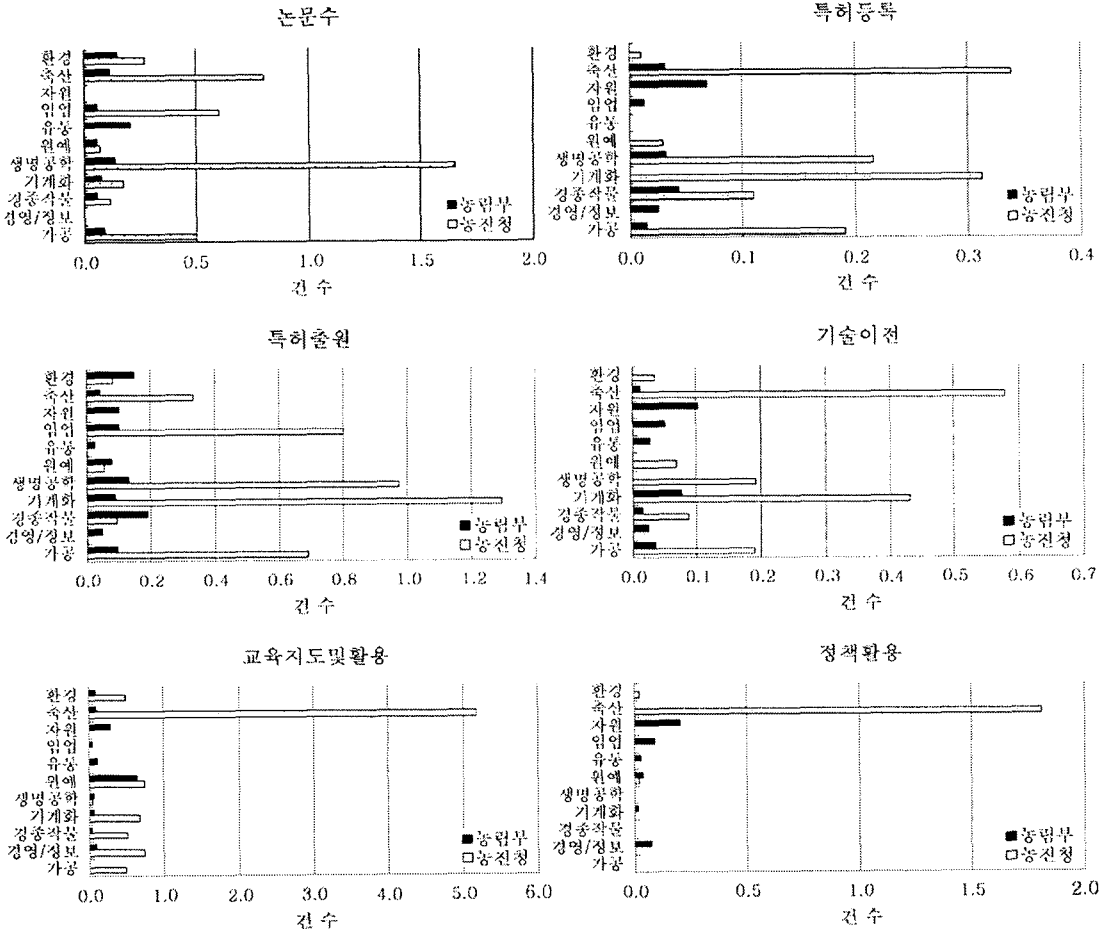 논문수
환경
축산
자원
임업
유통
원예
생명공학
기계화
경종작물
경영/정보
가공
■농림부
□농진청
0.0 0.5 1.0 1.5 2.0
건 수
특허등록
환경
축산
자원
임업
유통
원예
생명공학
기계화
경종작물
경영/정보
가공
■농림부
□농진청
0.0 0.1 0.2 0.3 0.4
건 수
특허출원
환경
축산
자원
임업
유통
원예
생명공학
기계화
경종작물
경영/정보
가공
■농림부
□농진청
0.0 0.2 0.4 0.6 0.8 1.0 1.2 1.4
건 수
기술이전
환경
축산
자원
임업
유통
원예
생명공학
기계화
경종작물
경영/정보
가공
■농림부
□농진청
0.0 0.1 0.2 0.3 0.4 0.5 0.6 0.7
건 수
교육지도및활용
환경
축산
자원
임업
유통
원예
생명공학
기계화
경종작물
경영/정보
가공
■농림부
□농진청
0.0 1.0 2.0 3.0 4.0 5.0 6.0
건 수
정책활용
환경
축산
자원
임업
유통
원예
생명공학
기계화
경종작물
경영/정보
가공
■농림부
□농진청
0.0 0.5 1.0 1.5 2.0
건 수